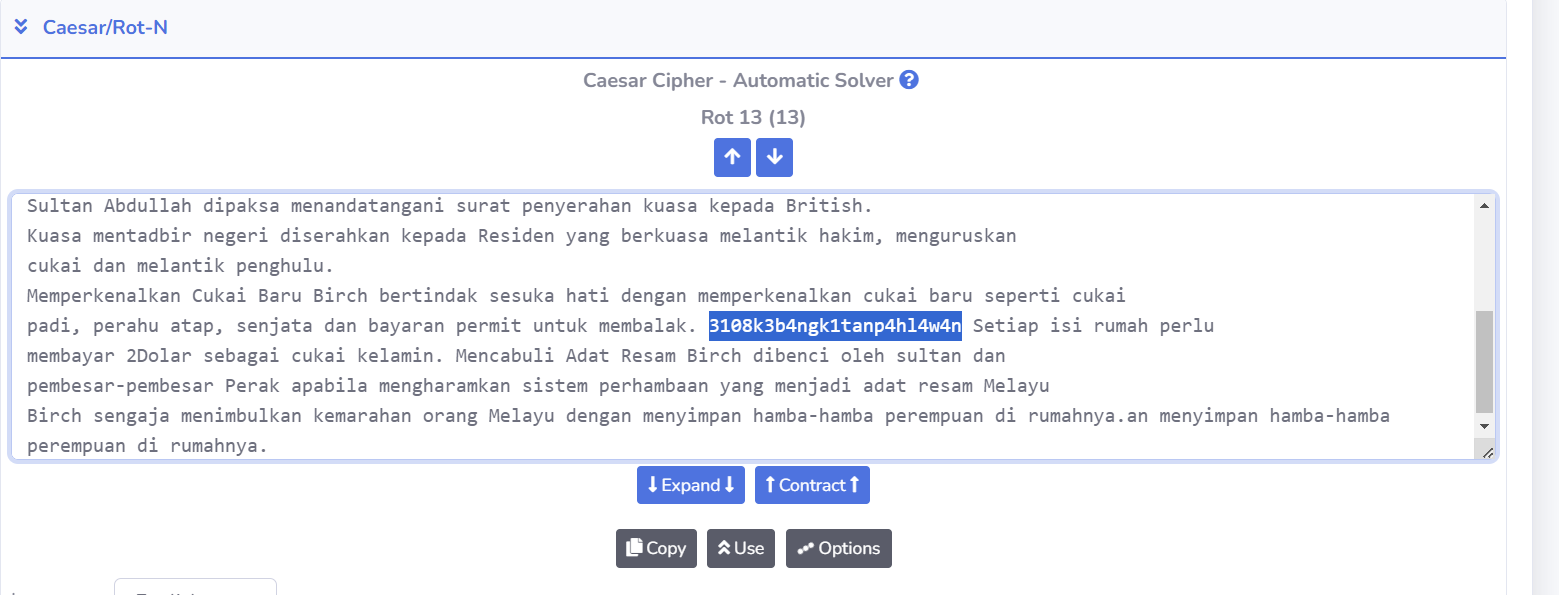 Caesar/Rot-N
Caesar Cipher - Automatic Solver
Rot 13 (13)
Sultan Abdullah dipaksa menandatangani surat penyerahan kuasa kepada British.
Kuasa mentadbir negeri diserahkan kepada Residen yang berkuasa melantik hakim, menguruskan
cukai dan melantik penghulu.
Memperkenalkan Cukai Baru Birch bertindak sesuka hati dengan memperkenalkan cukai baru seperti cukai
padi, perahu atap, senjata dan bayaran permit untuk membalak. 3108k3b4ngk1tanp4hl4w4n Setiap isi rumah perlu
membayar 2Dolar sebagai cukai kelamin. Mencabuli Adat Resam Birch dibenci oleh sultan dan
pembesar-pembesar Perak apabila mengharamkan sistem perhambaan yang menjadi adat resam Melayu
Birch sengaja menimbulkan kemarahan orang Melayu dengan menyimpan hamba-hamba perempuan di rumahnya.an menyimpan hamba-hamba
perempuan di rumahnya.
Expand Contract
Copy Use Options